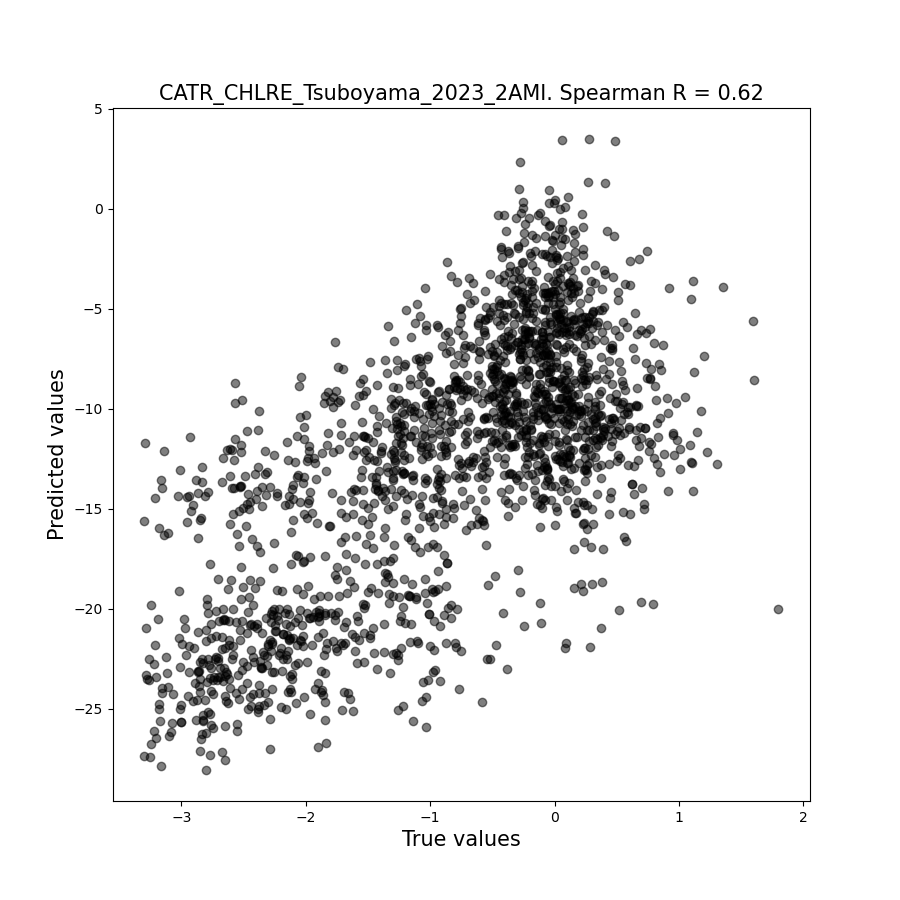 CATR_CHLRE_Tsuboyama_2023_2AMI. Spearman R = 0.62
5
0
−5
−10
−15
−20
−25
Predicted values
−3 −2 −1 0 1 2
True values